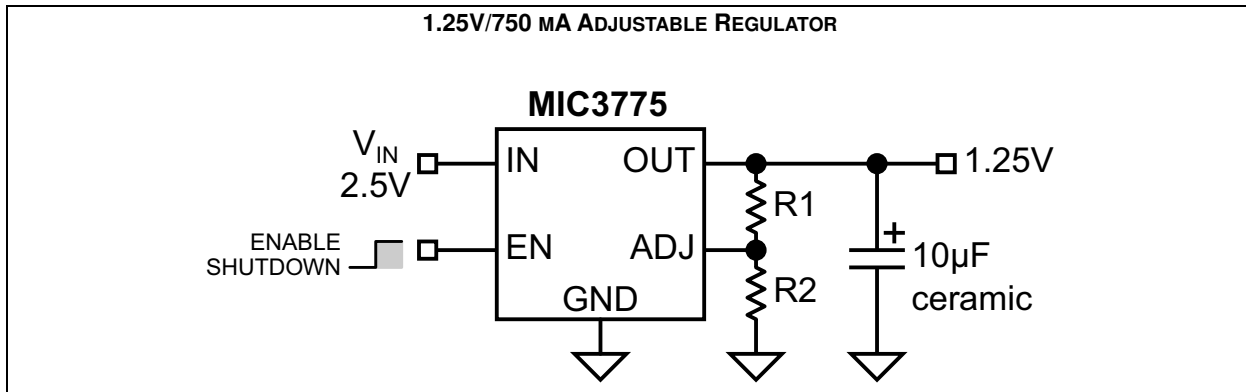 1.25V/750 mA ADJUSTABLE REGULATOR
MIC3775
VIN
2.5V
IN
OUT
1.25V
R1
ENABLE
SHUTDOWN
EN
ADJ
+
10µF
ceramic
R2
GND